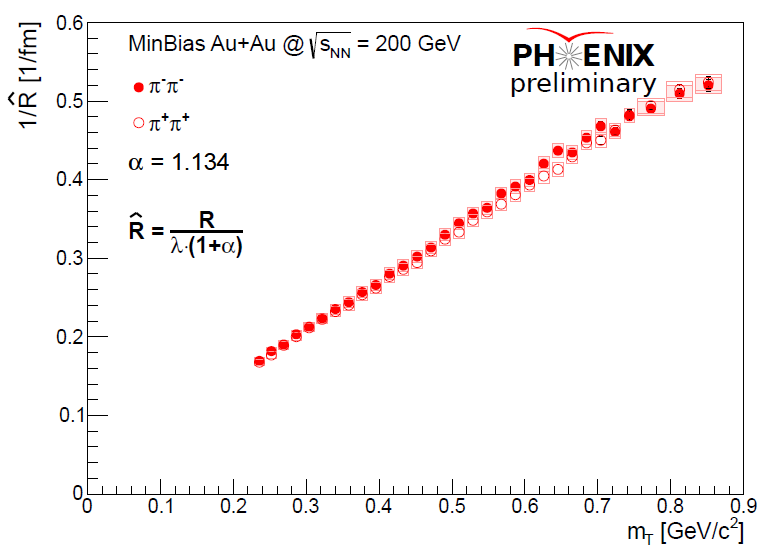 MinBias Au+Au @ √s_NN = 200 GeV
PHENIX
preliminary
π⁻π⁻
π⁺π⁺
α = 1.134
R̂ = R / λ·(1+α)
1/R̂ [1/fm]
0.6
0.5
0.4
0.3
0.2
0.1
0
0 0.1 0.2 0.3 0.4 0.5 0.6 0.7 0.8 0.9
m_T [GeV/c²]